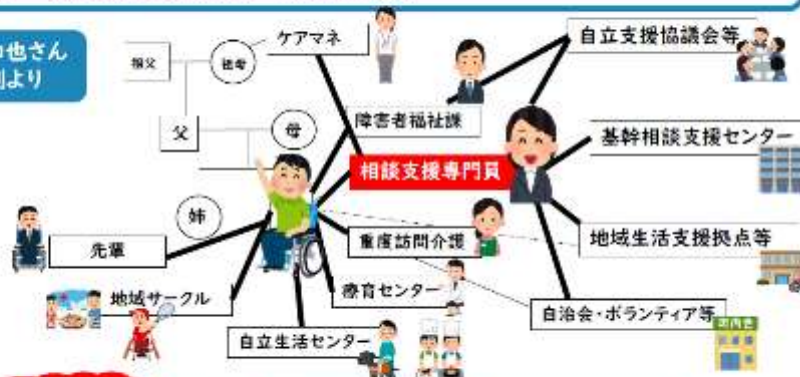 也さん
より
祖父
祖母
ケアマネ
自立支援協議会等
父
母
障害者福祉課
基幹相談支援センター
相談支援専門員
姉
先輩
重度訪問介護
地域生活支援拠点等
地域サークル
療育センター
自治会・ボランティア等
自立生活センター